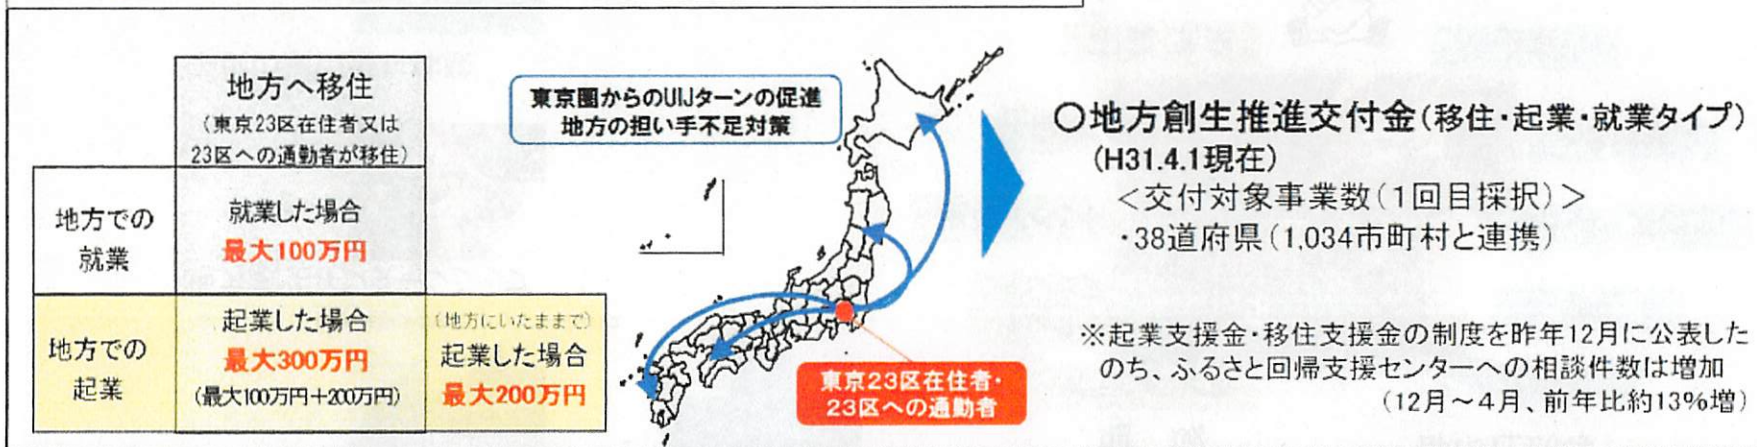 地方へ移住
(東京23区在住者又は
23区への通勤者が移住)
地方での
就業
就業した場合
最大100万円
地方での
起業
起業した場合
最大300万円
(最大100万円+200万円)
(地方にいたままで)
起業した場合
最大200万円
東京圏からのUIJターンの促進
地方の担い手不足対策
東京23区在住者・
23区への通勤者
〇地方創生推進交付金(移住・起業・就業タイプ)
(H31.4.1現在)
<交付対象事業数(1回目採択)>
・38道府県(1,034市町村と連携)
※起業支援金・移住支援金の制度を昨年12月に公表した
のち、ふるさと回帰支援センターへの相談件数は増加
(12月～4月、前年比約13%増)